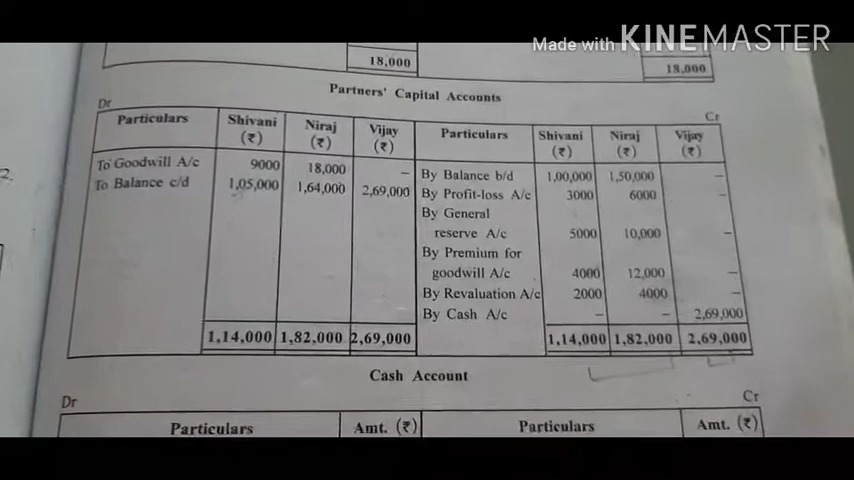 Made with KINEMASTER
18,000 18,000
Partners' Capital Accounts
Dr Cr
Particulars Shivani (₹) Niraj (₹) Vijay (₹) Particulars Shivani (₹) Niraj (₹) Vijay (₹)
To Goodwill A/c 9000 18,000 – By Balance b/d 1,00,000 1,50,000 –
To Balance c/d 1,05,000 1,64,000 2,69,000 By Profit-loss A/c 3000 6000 –
By General
reserve A/c 5000 10,000 –
By Premium for
goodwill A/c 4000 12,000 –
By Revaluation A/c 2000 4000 –
By Cash A/c – – 2,69,000
1,14,000 1,82,000 2,69,000 1,14,000 1,82,000 2,69,000
Cash Account
Dr Cr
Particulars Amt. (₹) Particulars Amt. (₹)
2.